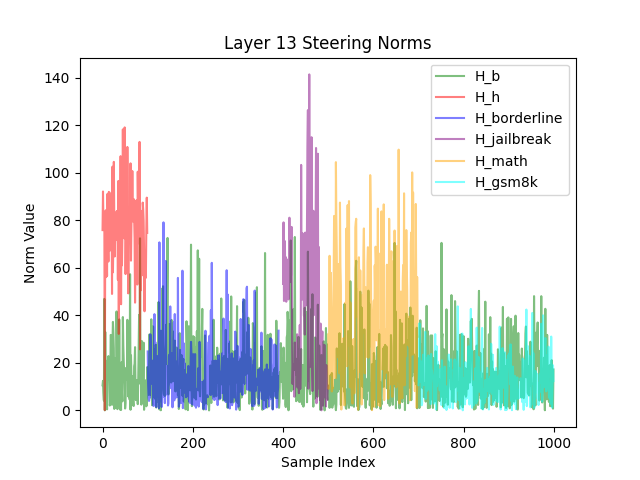 Layer 13 Steering Norms
Norm Value
140
120
100
80
60
40
20
0
0
200
400
600
800
1000
Sample Index
H_b
H_h
H_borderline
H_jailbreak
H_math
H_gsm8k